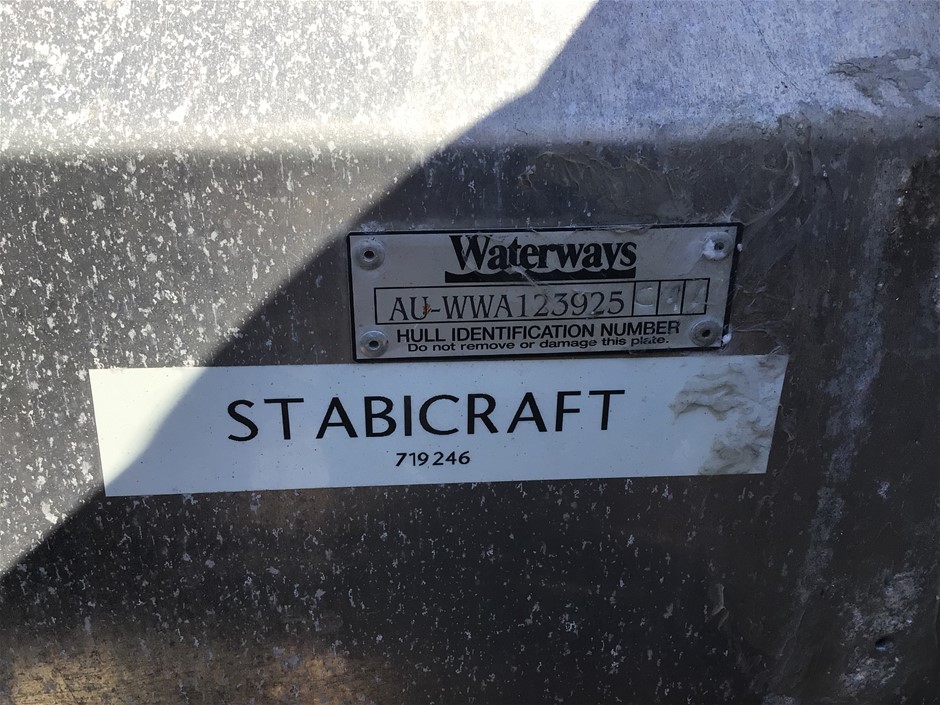 Waterways
AU-WWA123925
HULL IDENTIFICATION NUMBER
Do not remove or damage this plate.
STABICRAFT
719246